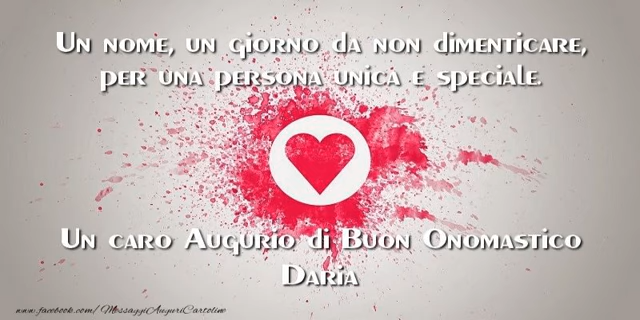 Un nome, un giorno da non dimenticare,
per una persona unica e speciale.
Un caro Augurio di Buon Onomastico
Daria
www.facebook.com/MessaggiAuguriCartoline